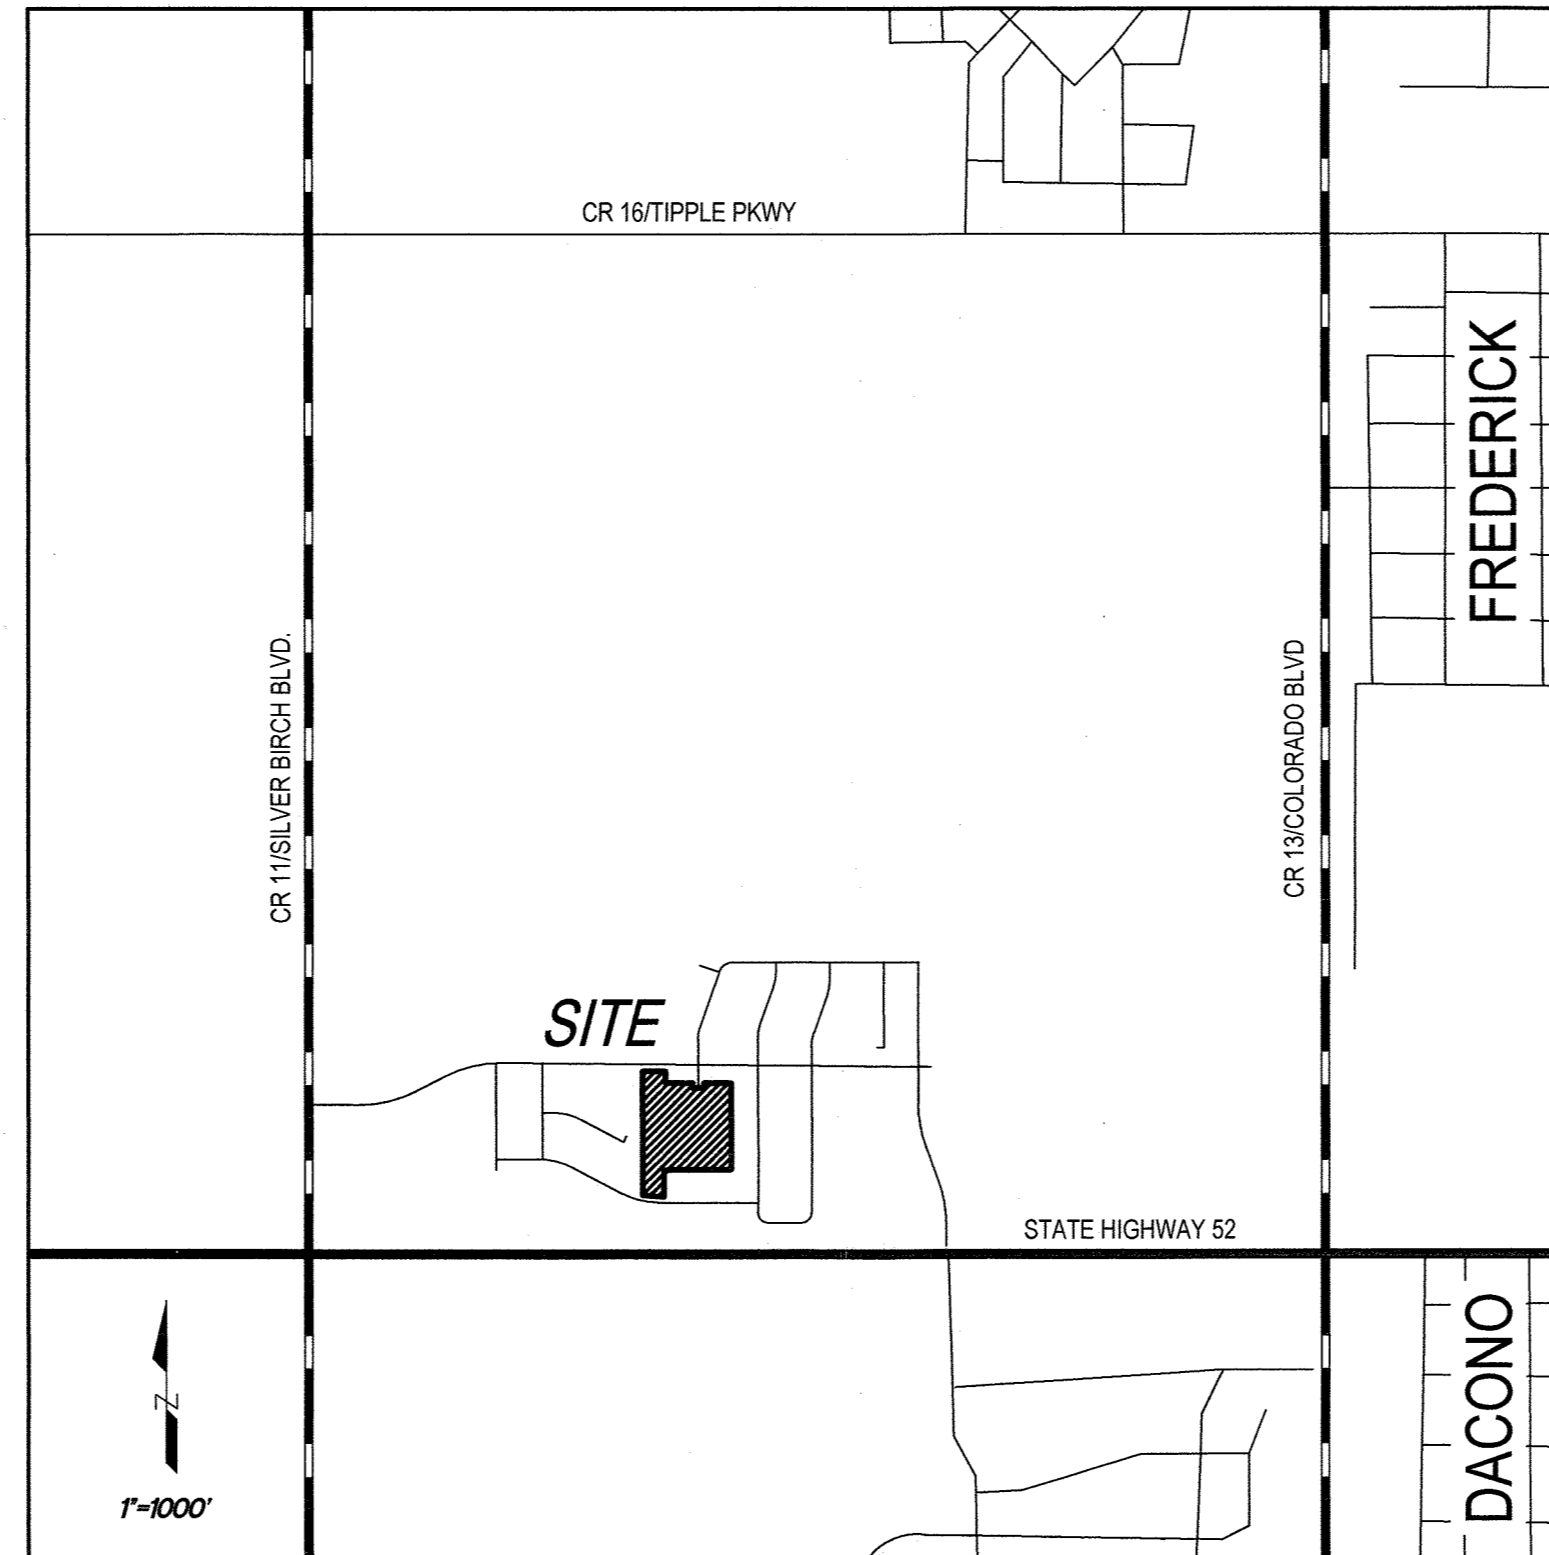 CR 16/TIPPLE PKWY
FREDERICK
CR 11/SILVER BIRCH BLVD.
CR 13/COLORADO BLVD
SITE
STATE HIGHWAY 52
N
1"=1000'
DACONO